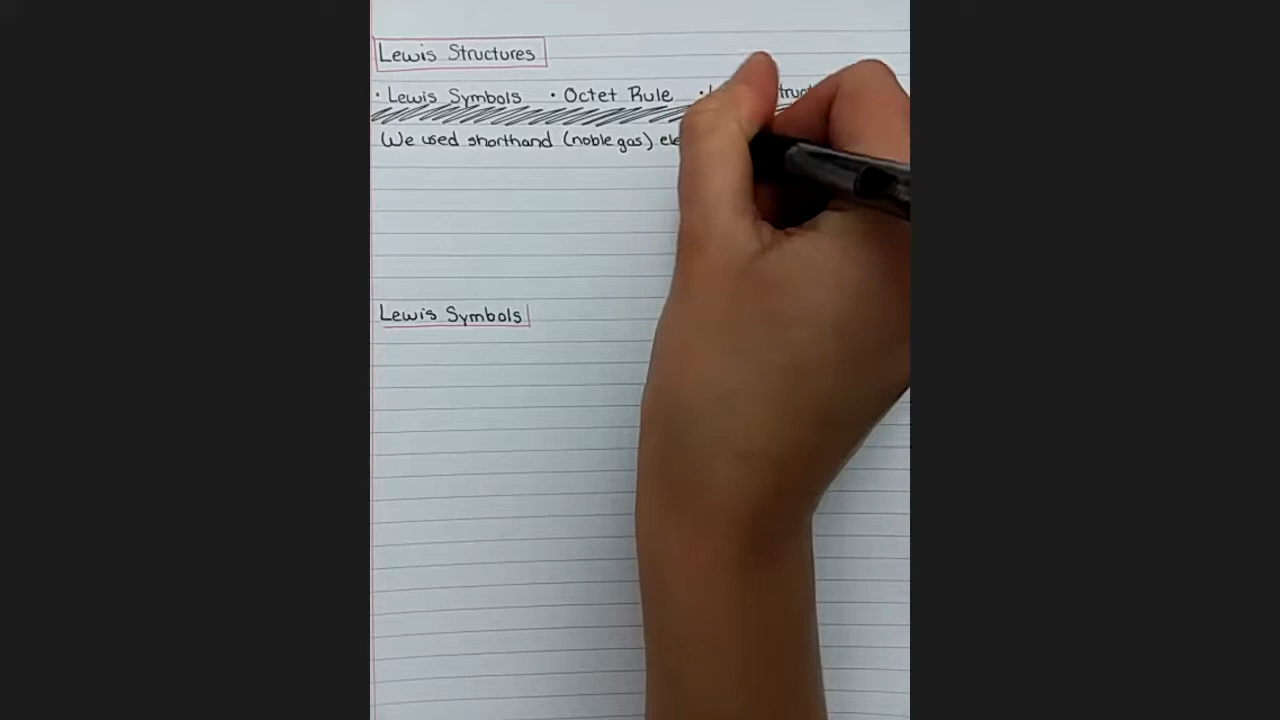 Lewis Structures
· Lewis Symbols · Octet Rule ·
We used shorthand (noble gas)
Lewis Symbols